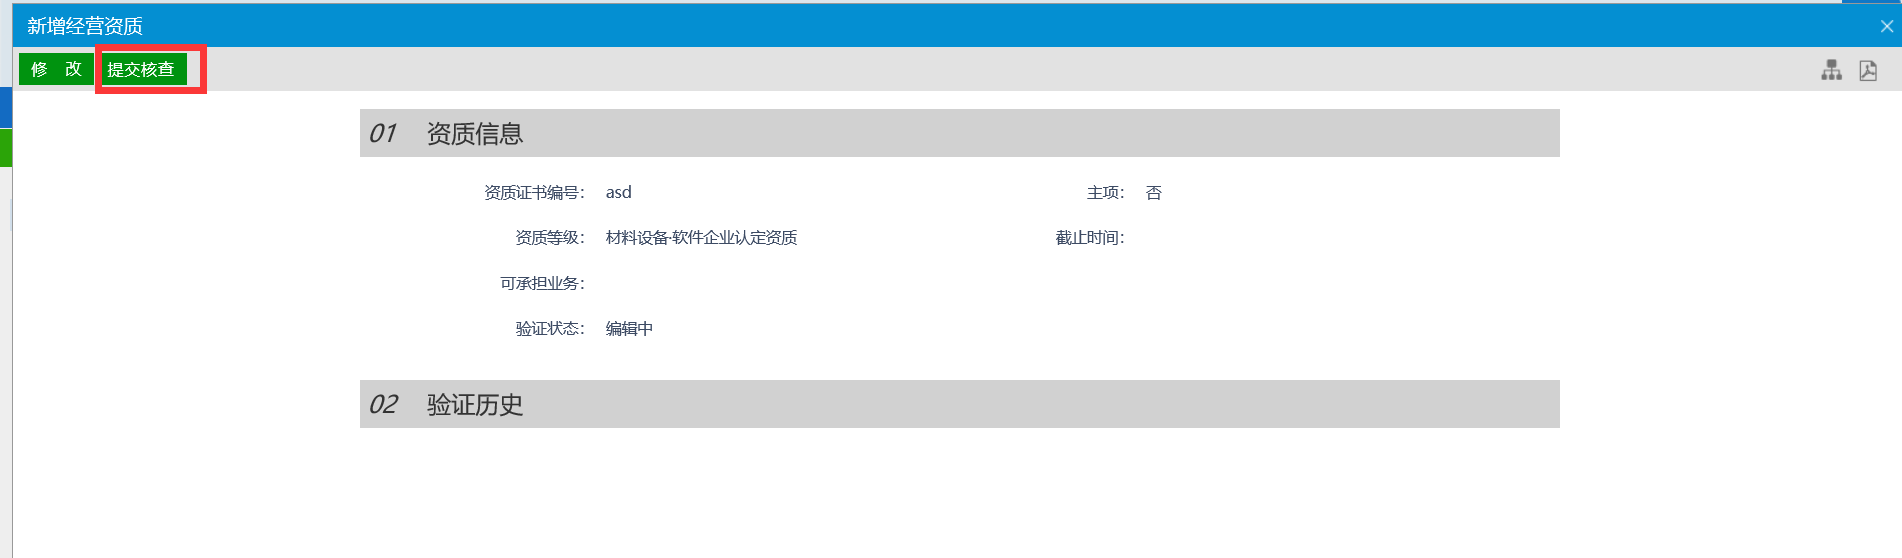 新增经营资质
修 改 提交核查
01 资质信息
资质证书编号： asd 主项： 否
资质等级： 材料设备·软件企业认定资质 截止时间：
可承担业务：
验证状态： 编辑中
02 验证历史